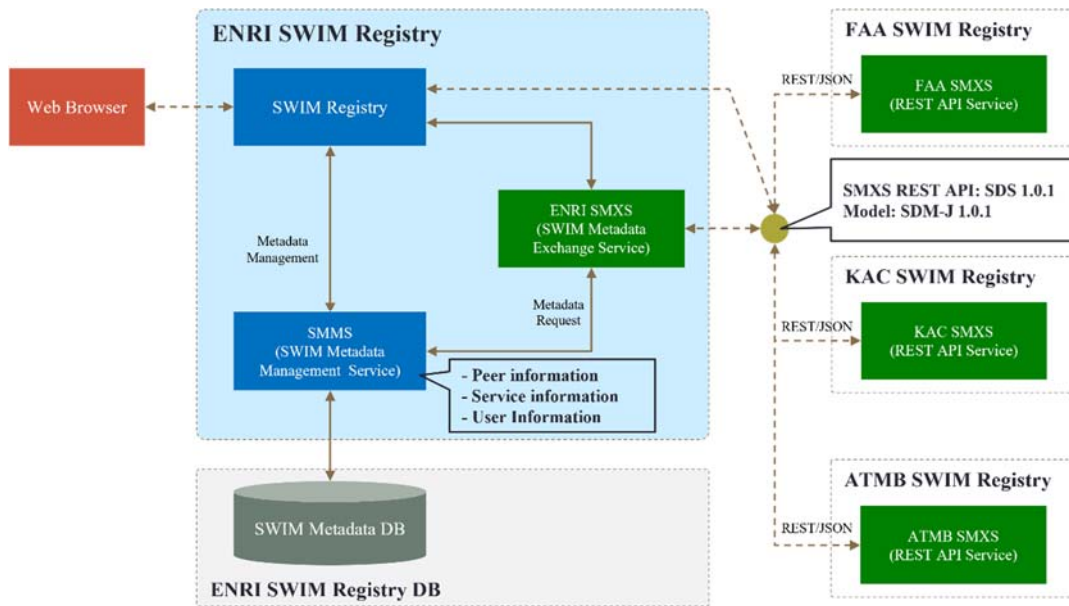 ENRI SWIM Registry
Web Browser
SWIM Registry
ENRI SMXS
(SWIM Metadata
Exchange Service)
Metadata
Management
Metadata
Request
SMMS
(SWIM Metadata
Management Service)
- Peer information
- Service information
- User Information
SWIM Metadata DB
ENRI SWIM Registry DB
FAA SWIM Registry
REST/JSON
FAA SMXS
(REST API Service)
SMXS REST API: SDS 1.0.1
Model: SDM-J 1.0.1
KAC SWIM Registry
REST/JSON
KAC SMXS
(REST API Service)
ATMB SWIM Registry
REST/JSON
ATMB SMXS
(REST API Service)